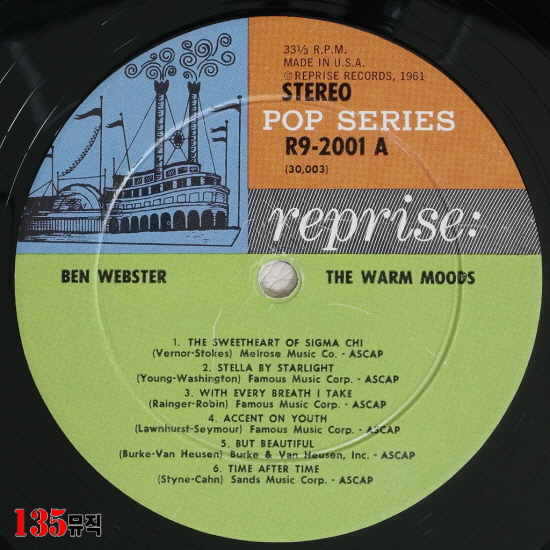 33⅓ R.P.M.
MADE IN U.S.A.
©REPRISE RECORDS, 1961
STEREO
POP SERIES
R9-2001 A
(30,003)
reprise:
BEN WEBSTER
THE WARM MOODS
1. THE SWEETHEART OF SIGMA CHI
(Vernor-Stokes) Melrose Music Co. - ASCAP
2. STELLA BY STARLIGHT
(Young-Washington) Famous Music Corp. - ASCAP
3. WITH EVERY BREATH I TAKE
(Rainger-Robin) Famous Music Corp. - ASCAP
4. ACCENT ON YOUTH
(Lawnhurst-Seymour) Famous Music Corp. - ASCAP
5. BUT BEAUTIFUL
(Burke-Van Heusen) Burke & Van Heusen, Inc. - ASCAP
6. TIME AFTER TIME
(Styne-Cahn) Sands Music Corp. - ASCAP
135뮤직